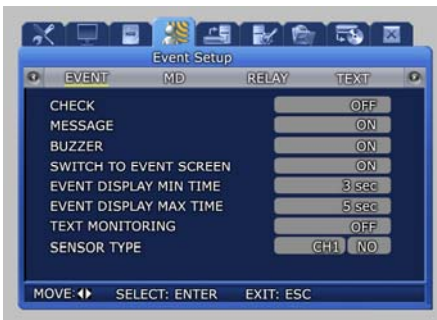 Event Setup
EVENT MD RELAY TEXT
CHECK OFF
MESSAGE ON
BUZZER ON
SWITCH TO EVENT SCREEN ON
EVENT DISPLAY MIN TIME 3 sec
EVENT DISPLAY MAX TIME 5 sec
TEXT MONITORING OFF
SENSOR TYPE CH1 NO
MOVE: SELECT: ENTER EXIT: ESC